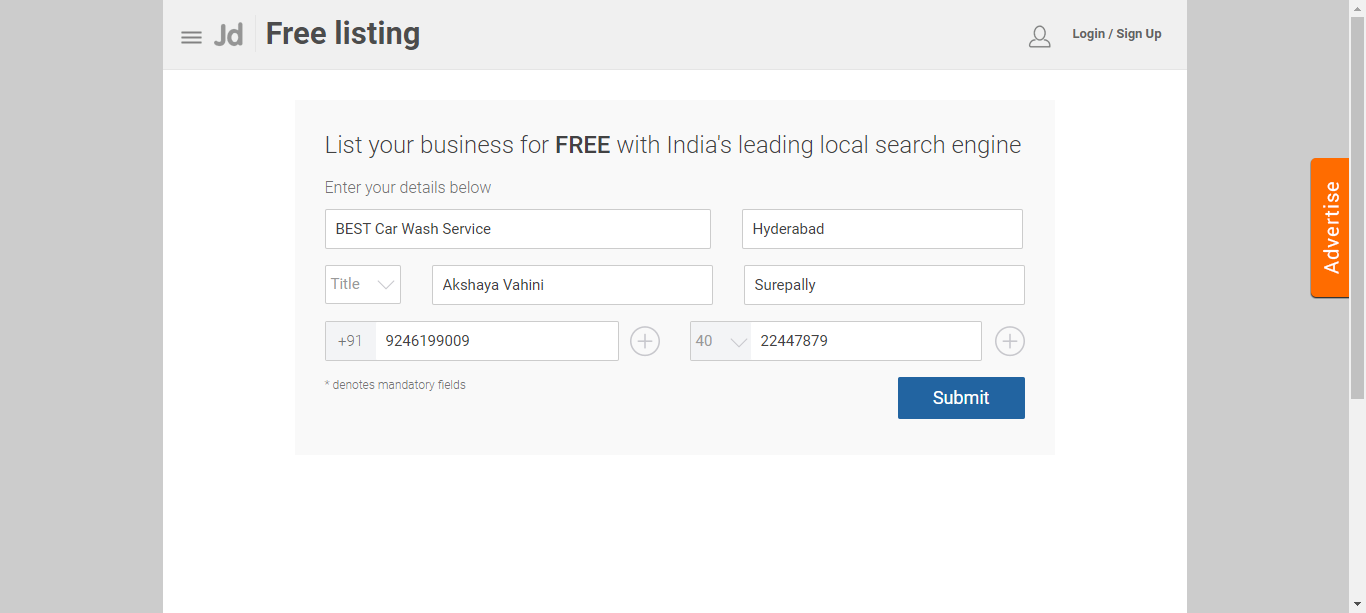 Jd Free listing Login / Sign Up
List your business for FREE with India's leading local search engine
Enter your details below
BEST Car Wash Service Hyderabad
Title Akshaya Vahini Surepally
+91 9246199009 40 22447879
* denotes mandatory fields
Submit
Advertise